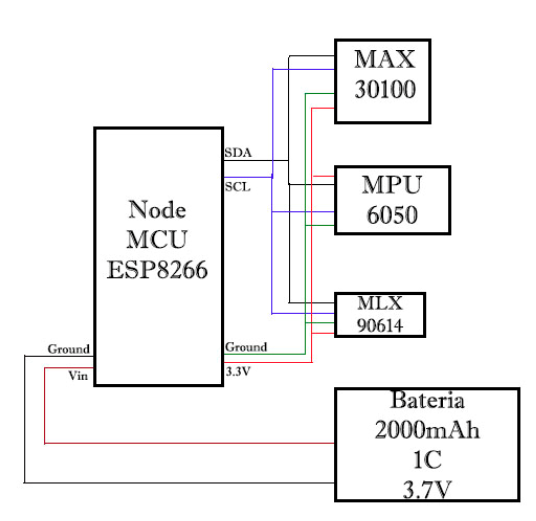 MAX
30100
SDA
SCL
MPU
6050
Node
MCU
ESP8266
MLX
90614
Ground
3.3V
Ground
Vin
Bateria
2000mAh
1C
3.7V